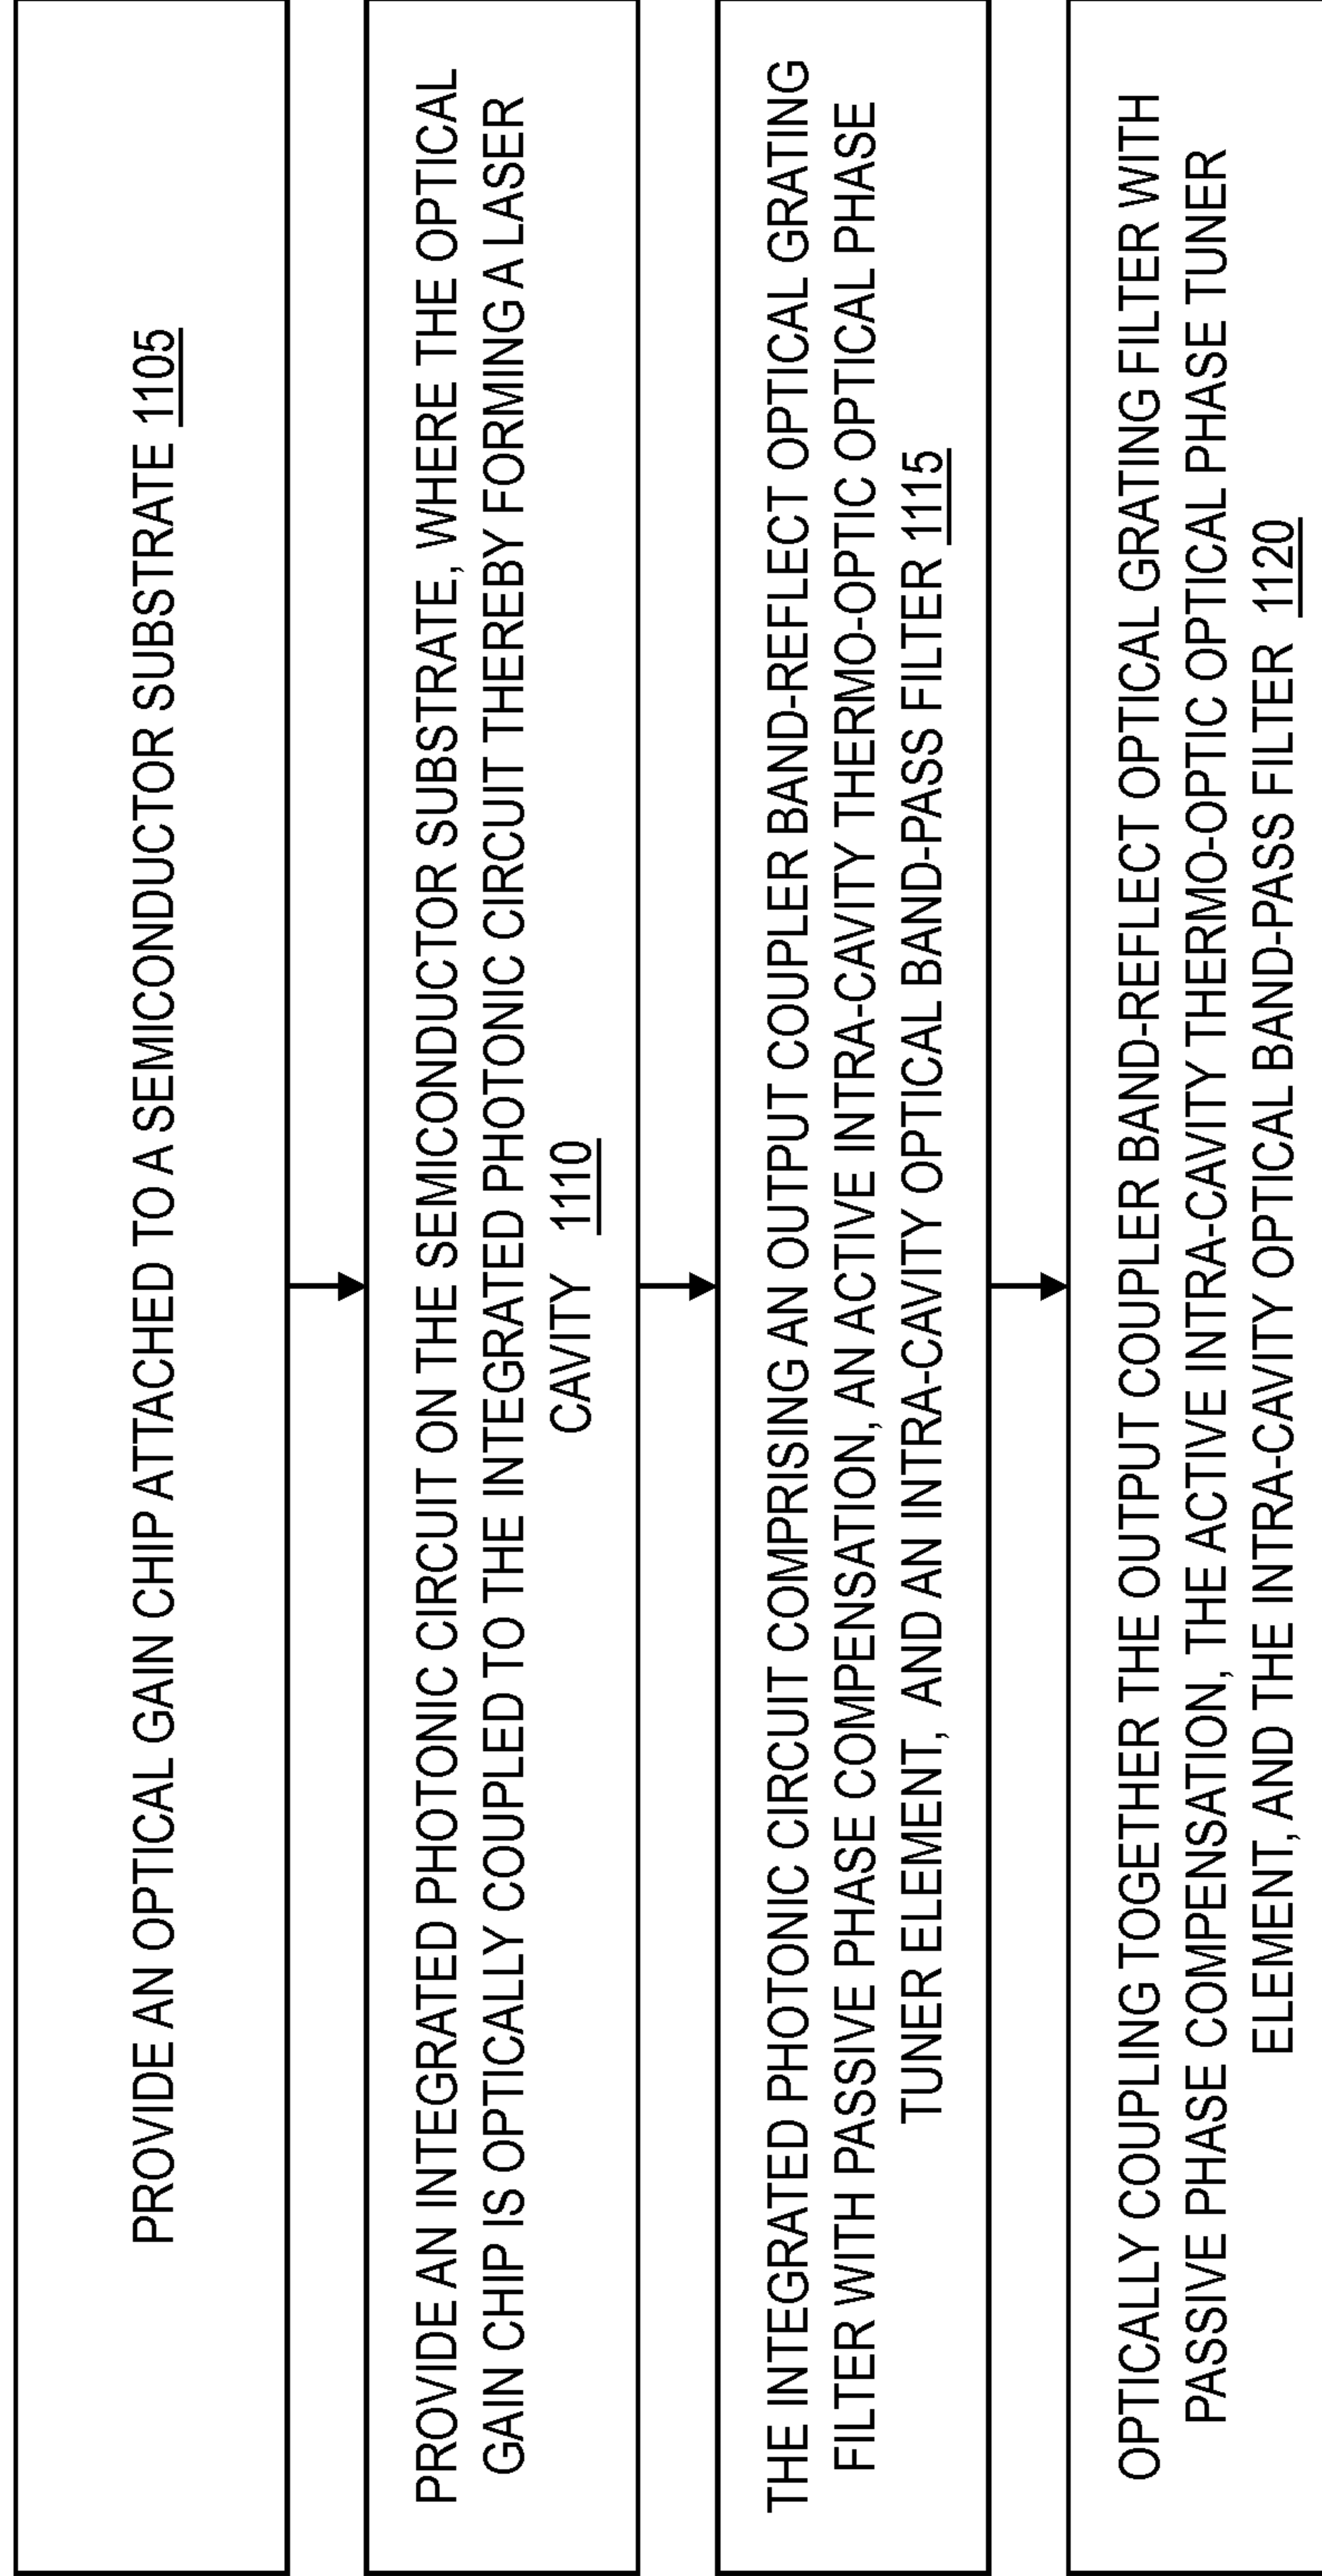 PROVIDE AN OPTICAL GAIN CHIP ATTACHED TO A SEMICONDUCTOR SUBSTRATE 1105
PROVIDE AN INTEGRATED PHOTONIC CIRCUIT ON THE SEMICONDUCTOR SUBSTRATE, WHERE THE OPTICAL
GAIN CHIP IS OPTICALLY COUPLED TO THE INTEGRATED PHOTONIC CIRCUIT THEREBY FORMING A LASER
CAVITY 1110
THE INTEGRATED PHOTONIC CIRCUIT COMPRISING AN OUTPUT COUPLER BAND-REFLECT OPTICAL GRATING
FILTER WITH PASSIVE PHASE COMPENSATION, AN ACTIVE INTRA-CAVITY THERMO-OPTIC OPTICAL PHASE
TUNER ELEMENT, AND AN INTRA-CAVITY OPTICAL BAND-PASS FILTER 1115
OPTICALLY COUPLING TOGETHER THE OUTPUT COUPLER BAND-REFLECT OPTICAL GRATING FILTER WITH
PASSIVE PHASE COMPENSATION, THE ACTIVE INTRA-CAVITY THERMO-OPTIC OPTICAL PHASE TUNER
ELEMENT, AND THE INTRA-CAVITY OPTICAL BAND-PASS FILTER 1120